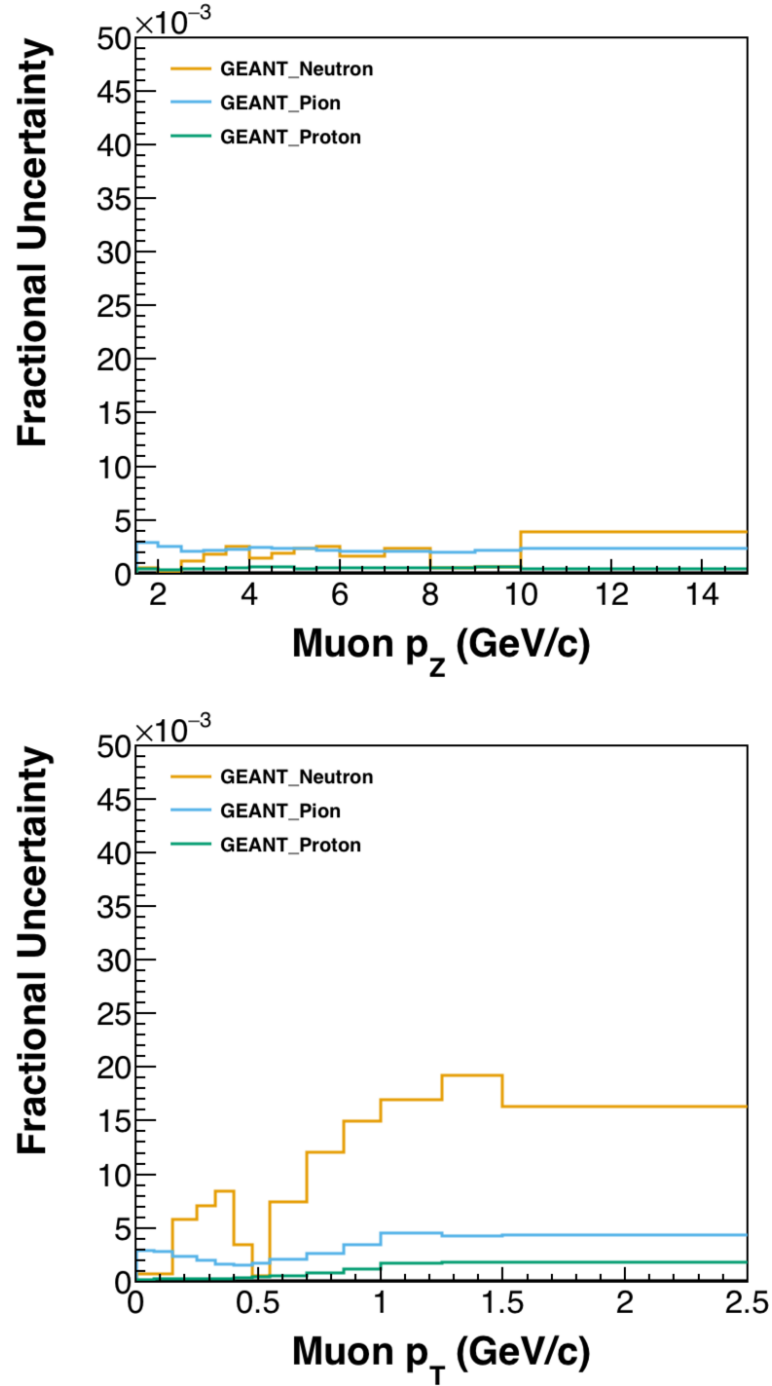 ×10⁻³
50
45
40
35
30
25
20
15
10
5
0
Fractional Uncertainty
GEANT_Neutron
GEANT_Pion
GEANT_Proton
2 4 6 8 10 12 14
Muon p_Z (GeV/c)
×10⁻³
50
45
40
35
30
25
20
15
10
5
0
Fractional Uncertainty
GEANT_Neutron
GEANT_Pion
GEANT_Proton
0 0.5 1 1.5 2 2.5
Muon p_T (GeV/c)